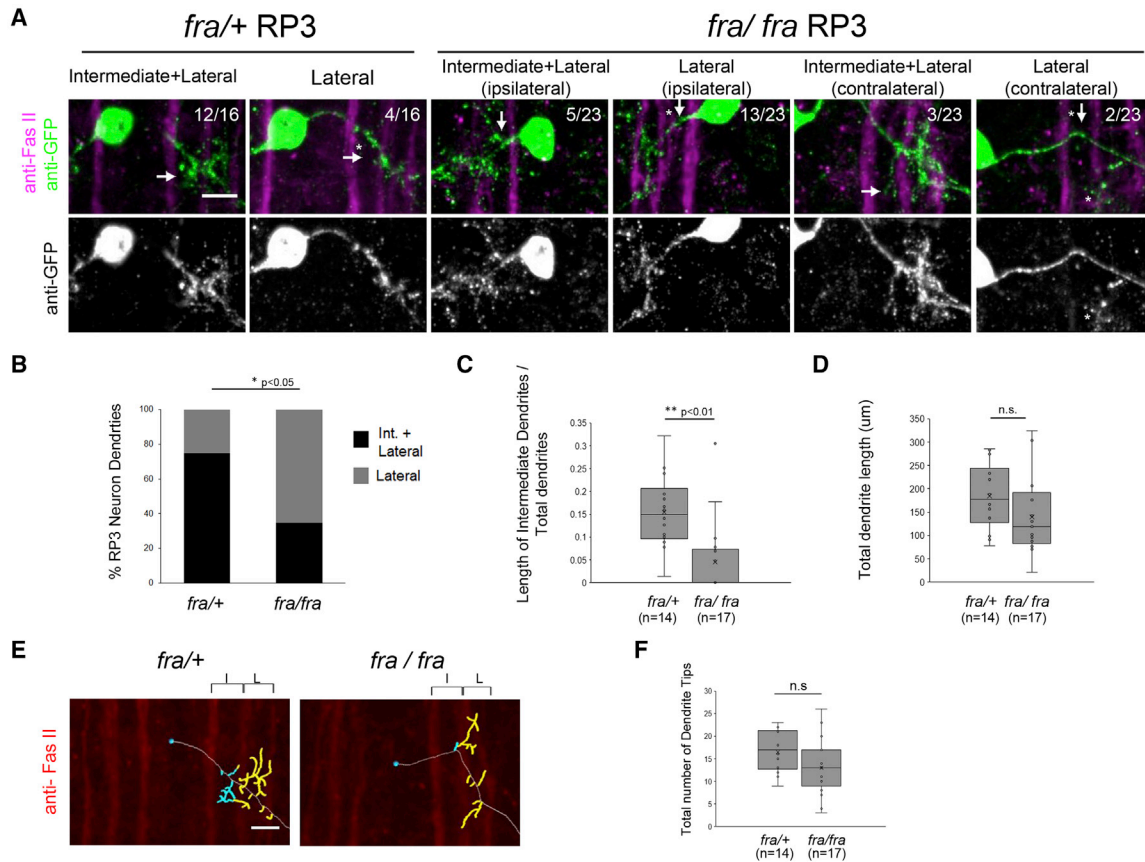 A
fra/+ RP3
fra/ fra RP3
Intermediate+Lateral
Lateral
Intermediate+Lateral
(ipsilateral)
Lateral
(ipsilateral)
Intermediate+Lateral
(contralateral)
Lateral
(contralateral)
anti-Fas II
anti-GFP
12/16
4/16
5/23
13/23
3/23
2/23
*
*
*
*
anti-GFP
*
B
* p<0.05
% RP3 Neuron Dendrties
100
80
60
40
20
0
fra/+
fra/fra
Int. +
Lateral
Lateral
C
** p<0.01
Length of Intermediate Dendrites /
Total dendrites
0.35
0.3
0.25
0.2
0.15
0.1
0.05
0
fra/+
(n=14)
fra/ fra
(n=17)
D
n.s.
Total dendrite length (um)
350
300
250
200
150
100
50
0
fra/+
(n=14)
fra/ fra
(n=17)
E
fra/+
fra / fra
I
L
I
L
anti- Fas II
F
n.s
Total number of Dendrite Tips
30
25
20
15
10
5
0
fra/+
(n=14)
fra/fra
(n=17)